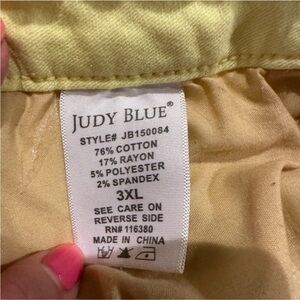 JUDY BLUE®
STYLE# JB150084
76% COTTON
17% RAYON
5% POLYESTER
2% SPANDEX
3XL
SEE CARE ON
REVERSE SIDE
RN# 116380
MADE IN CHINA